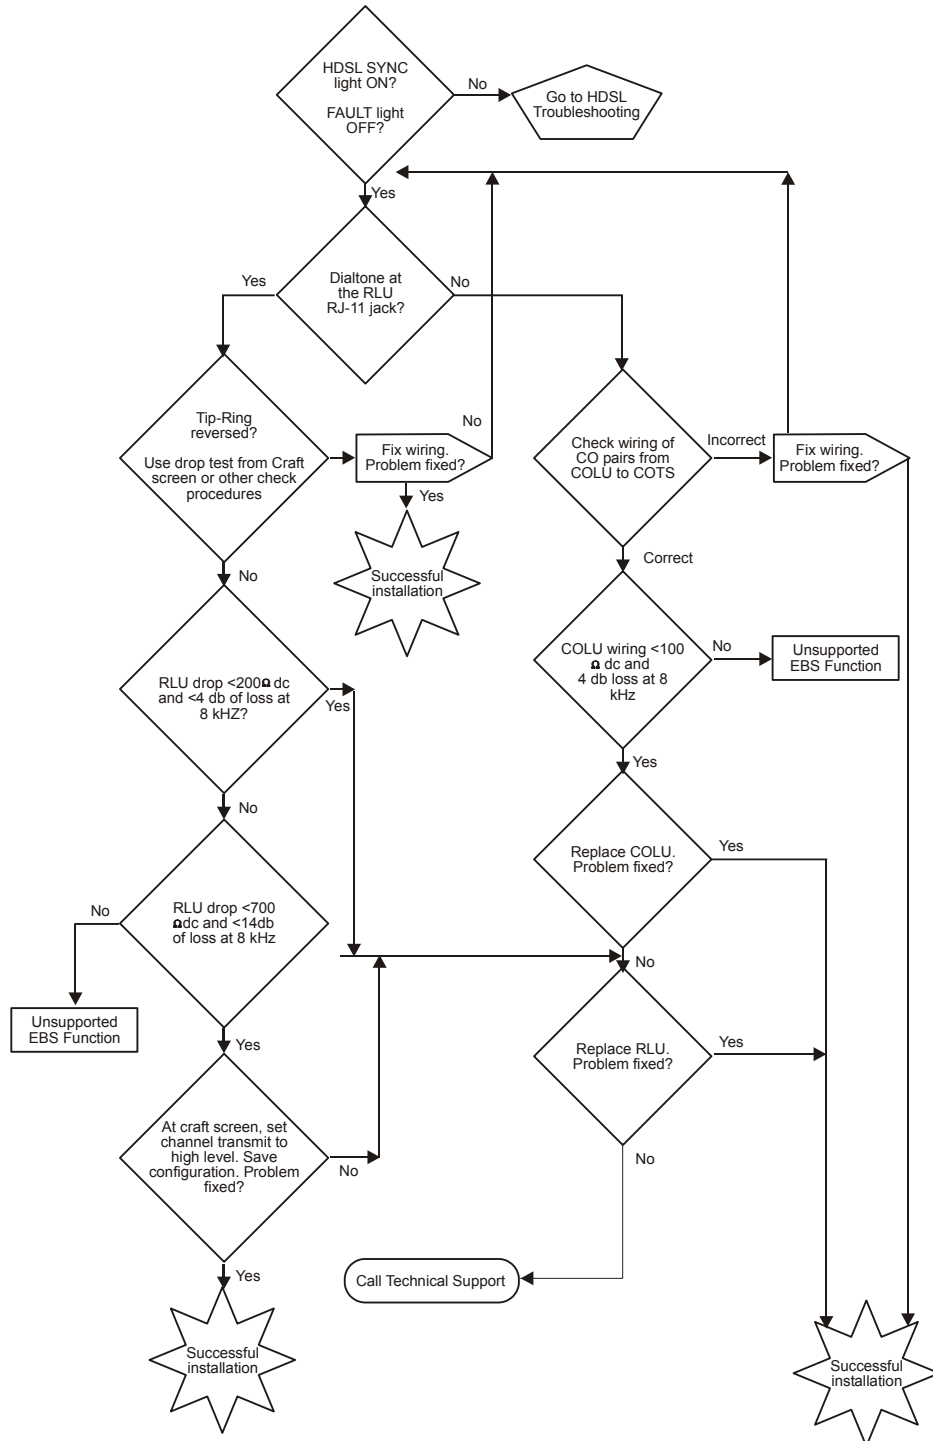 HDSL SYNC
light ON?
FAULT light
OFF?
No
Go to HDSL
Troubleshooting
Yes
Dialtone at
the RLU
RJ-11 jack?
Yes
No
Tip-Ring
reversed?
Use drop test from Craft
screen or other check
procedures
Fix wiring.
Problem fixed?
No
Yes
Successful
installation
Check wiring of
CO pairs from
COLU to COTS
Incorrect
Fix wiring.
Problem fixed?
Correct
No
RLU drop <200Ω dc
and <4 db of loss at
8 kHZ?
Yes
COLU wiring <100
Ω dc and
4 db loss at 8
kHz
No
Unsupported
EBS Function
Yes
No
Replace COLU.
Problem fixed?
Yes
RLU drop <700
Ωdc and <14db
of loss at 8 kHz
No
Unsupported
EBS Function
No
Yes
Replace RLU.
Problem fixed?
Yes
At craft screen, set
channel transmit to
high level. Save
configuration. Problem
fixed?
No
No
Yes
Call Technical Support
Successful
installation
Successful
installation